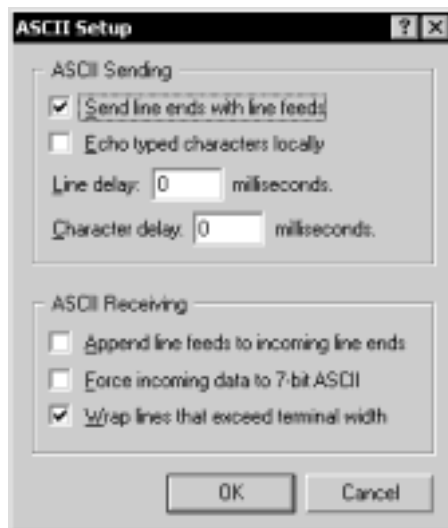 ASCII Setup
ASCII Sending
Send line ends with line feeds
Echo typed characters locally
Line delay: 0 milliseconds.
Character delay: 0 milliseconds.
ASCII Receiving
Append line feeds to incoming line ends
Force incoming data to 7-bit ASCII
Wrap lines that exceed terminal width
OK Cancel